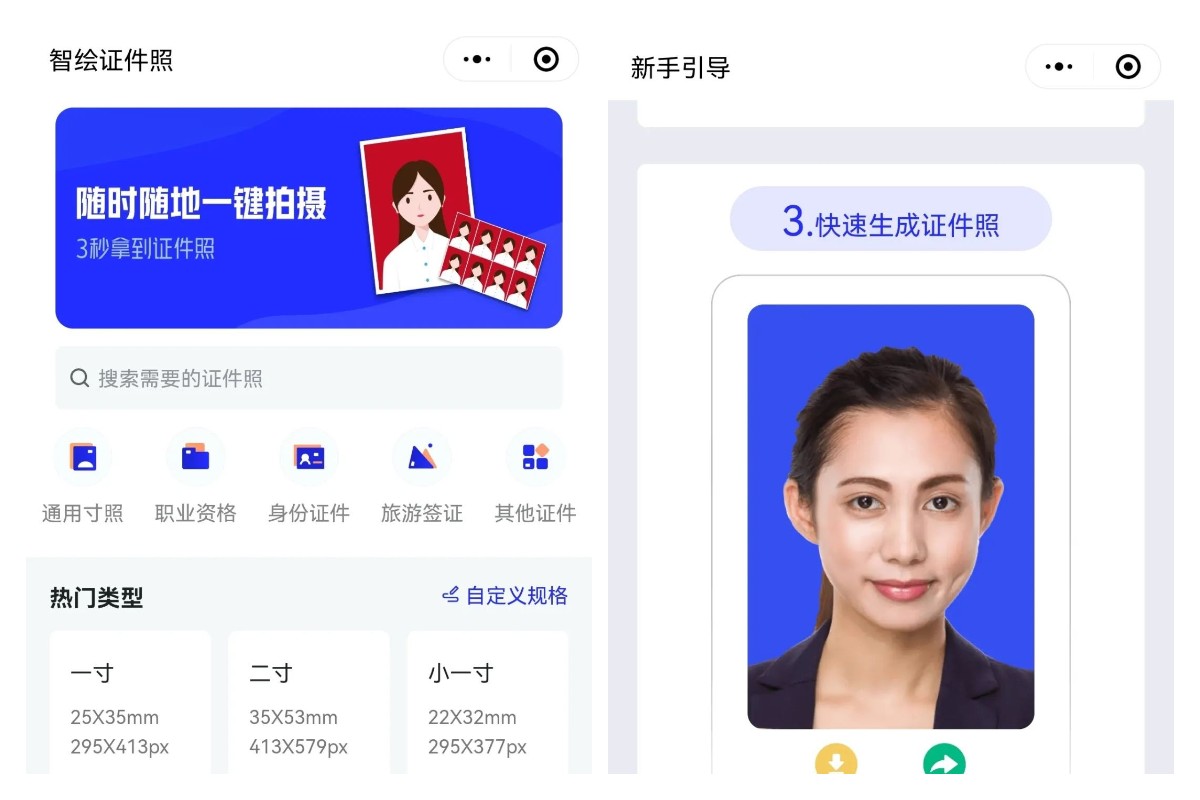 智绘证件照
随时随地一键拍摄
3秒拿到证件照
搜索需要的证件照
通用寸照 职业资格 身份证件 旅游签证 其他证件
热门类型 自定义规格
一寸 二寸 小一寸
25X35mm 35X53mm 22X32mm
295X413px 413X579px 295X377px
新手引导
3.快速生成证件照